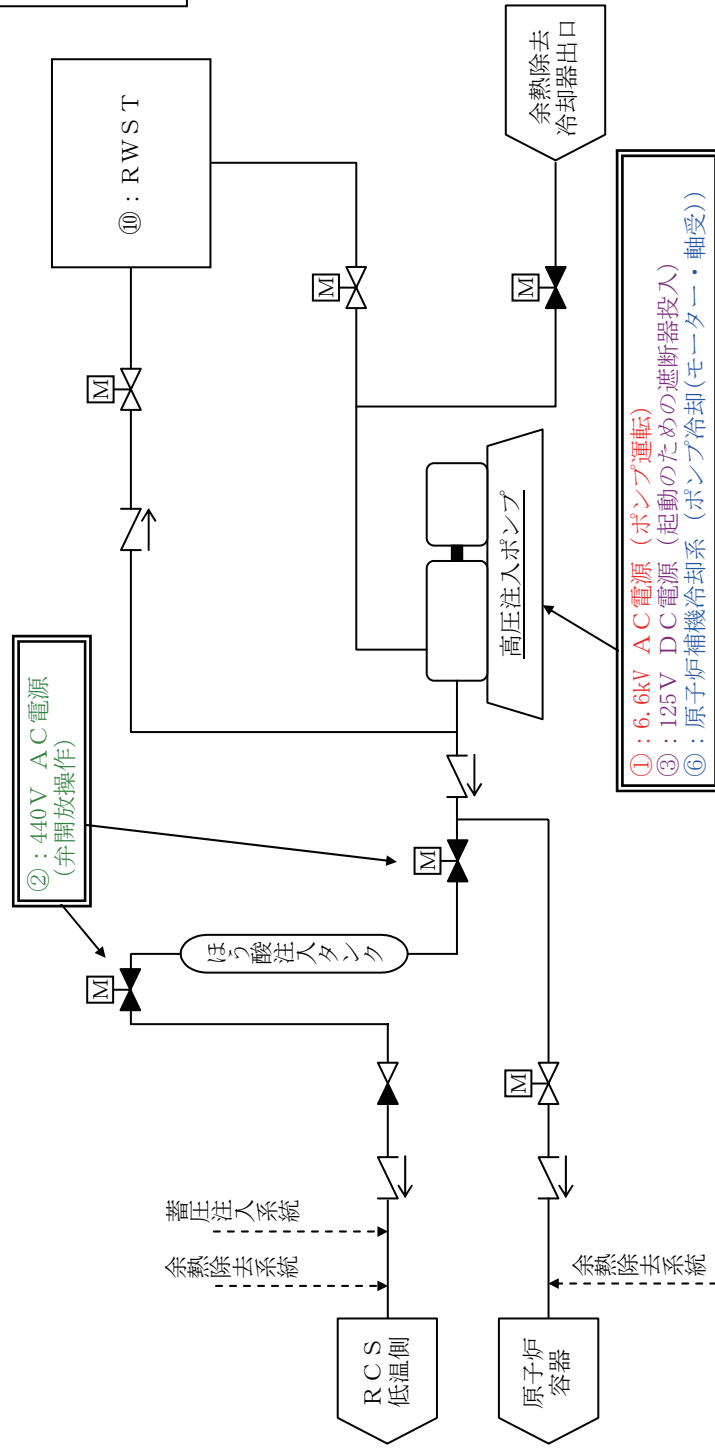 RCS
低温側
原子炉
容器
余熱除去系統
蓄圧注入系統
余熱除去系統
M
M
②：440V AC電源
(弁開放操作)
ほう酸注入タンク
M
M
⑩：RWST
M
M
高圧注入ポンプ
余熱除去
冷却器出口
①：6.6kV AC電源（ポンプ運転）
③：125V DC電源（起動のための遮断器投入）
⑥：原子炉補機冷却系（ポンプ冷却(モーター・軸受)）